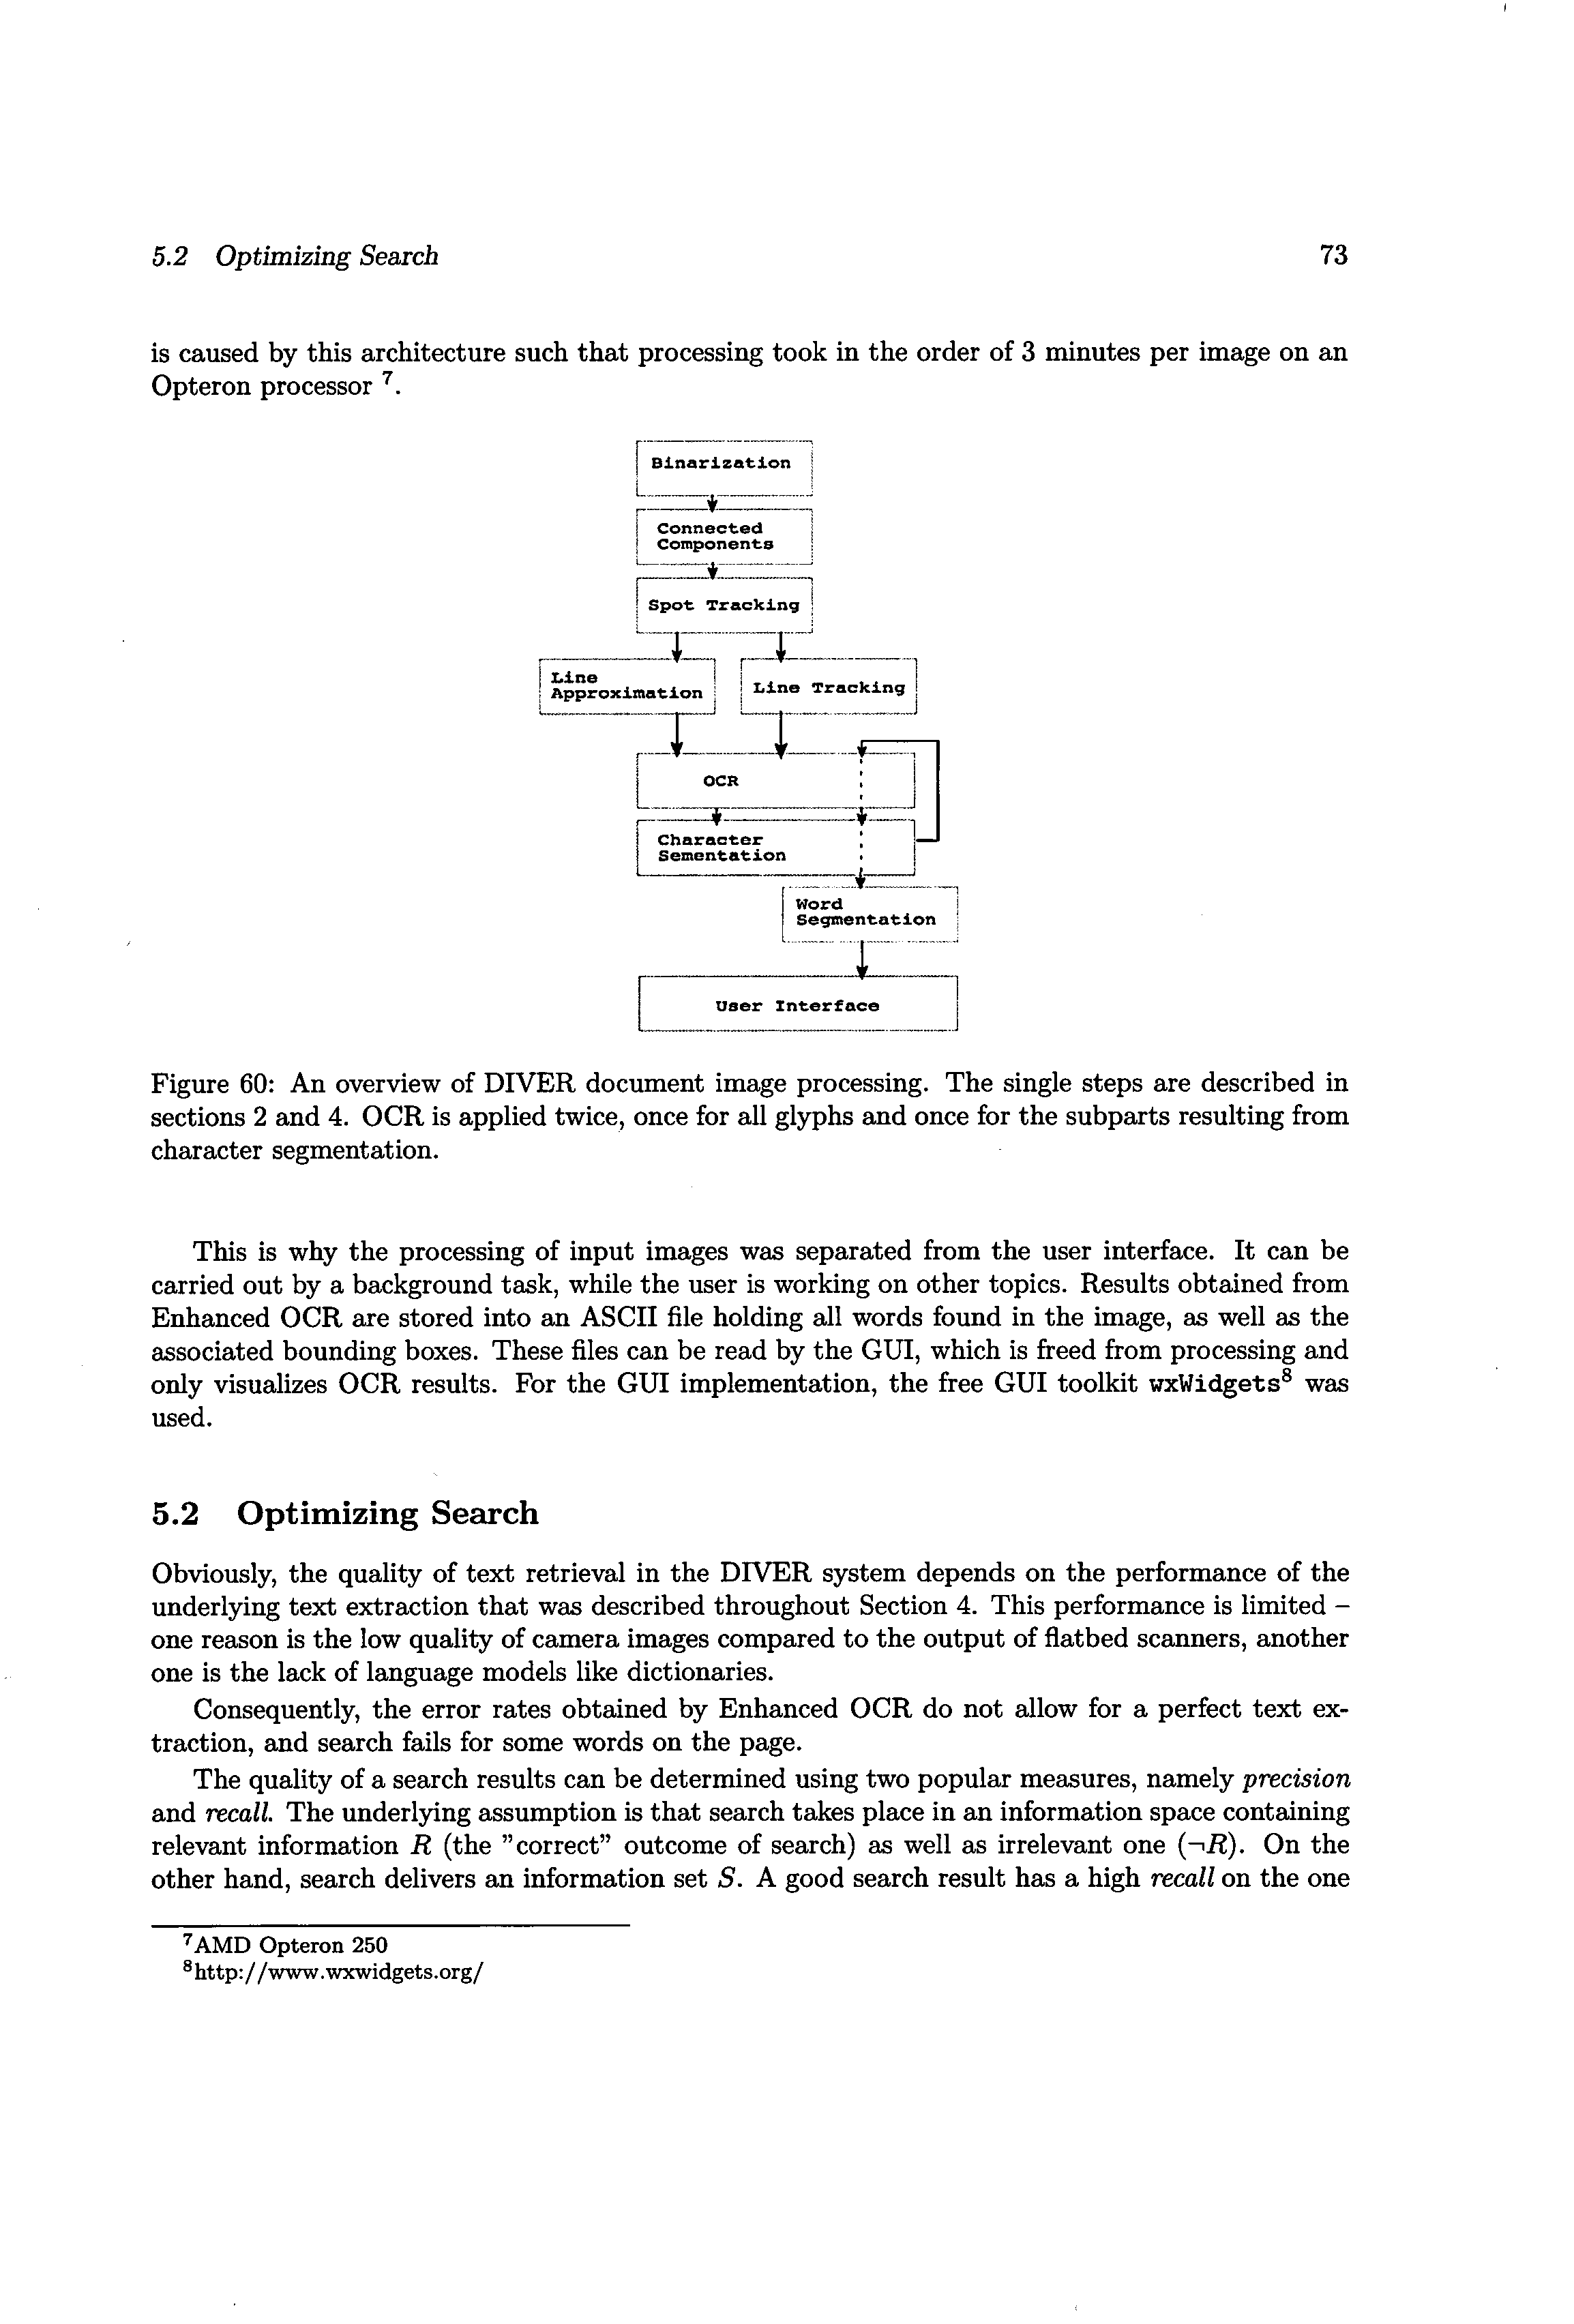 5.2 Optimizing Search 73
is caused by this architecture such that processing took in the order of 3 minutes per image on an
Opteron processor 7.
Binarization
Connected
Components
Spot Tracking
Line
Approximation
Line Tracking
OCR
Character
Sementation
Word
Segmentation
User Interface
Figure 60: An overview of DIVER document image processing. The single steps are described in
sections 2 and 4. OCR is applied twice, once for all glyphs and once for the subparts resulting from
character segmentation.
This is why the processing of input images was separated from the user interface. It can be
carried out by a background task, while the user is working on other topics. Results obtained from
Enhanced OCR are stored into an ASCII file holding all words found in the image, as well as the
associated bounding boxes. These files can be read by the GUI, which is freed from processing and
only visualizes OCR results. For the GUI implementation, the free GUI toolkit wxWidgets8 was
used.
5.2 Optimizing Search
Obviously, the quality of text retrieval in the DIVER system depends on the performance of the
underlying text extraction that was described throughout Section 4. This performance is limited –
one reason is the low quality of camera images compared to the output of flatbed scanners, another
one is the lack of language models like dictionaries.
Consequently, the error rates obtained by Enhanced OCR do not allow for a perfect text ex-
traction, and search fails for some words on the page.
The quality of a search results can be determined using two popular measures, namely precision
and recall. The underlying assumption is that search takes place in an information space containing
relevant information R (the ”correct” outcome of search) as well as irrelevant one (¬R). On the
other hand, search delivers an information set S. A good search result has a high recall on the one
7AMD Opteron 250
8http://www.wxwidgets.org/